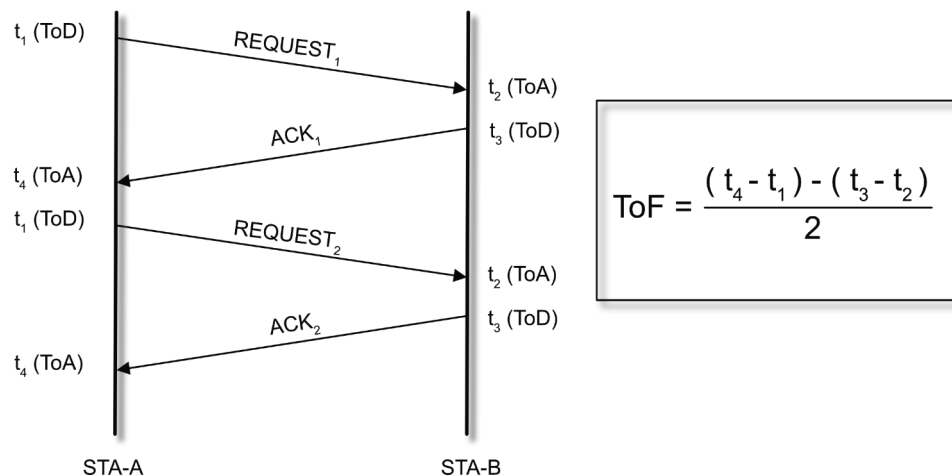 t₁ (ToD)
REQUEST₁
t₂ (ToA)
t₃ (ToD)
ACK₁
t₄ (ToA)
t₁ (ToD)
REQUEST₂
t₂ (ToA)
t₃ (ToD)
ACK₂
t₄ (ToA)
STA-A
STA-B
ToF = ( t₄ - t₁ ) - ( t₃ - t₂ )
2